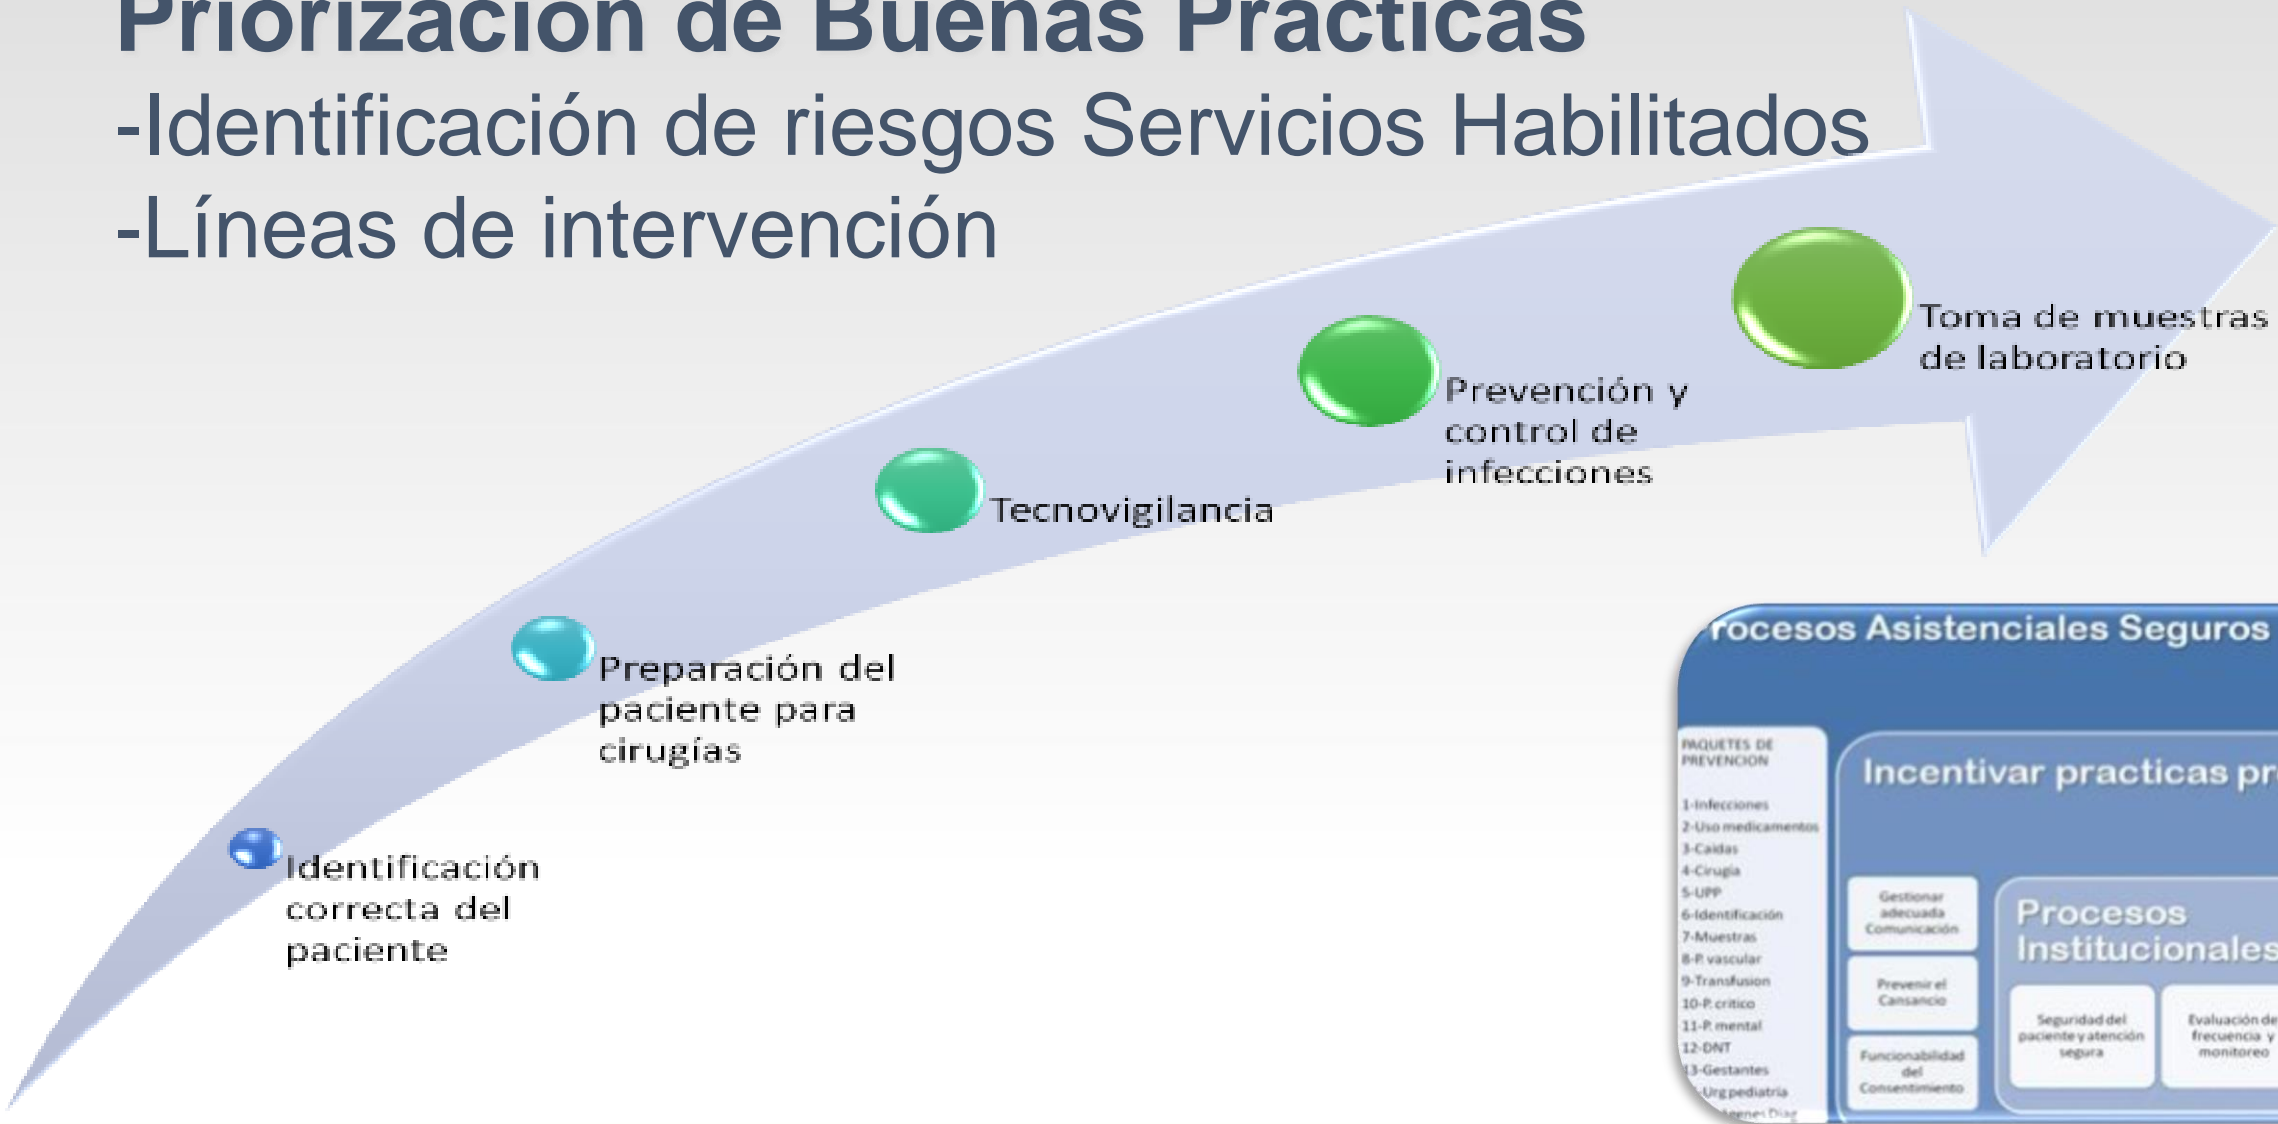 Priorización de Buenas Prácticas
-Identificación de riesgos Servicios Habilitados
-Líneas de intervención
Toma de muestras
de laboratorio
Prevención y
control de
infecciones
Tecnovigilancia
Preparación del
paciente para
cirugías
Identificación
correcta del
paciente
rocesos Asistenciales Seguros
PAQUETES DE
PREVENCION
1-Infecciones
2-Uso medicamentos
3-Caidas
4-Cirugía
5-UPP
6-Identificación
7-Muestras
8-P. vascular
9-Transfusion
10-P. critico
11-P. mental
12-DNT
13-Gestantes
-Urg pediatria
Diag
Incentivar practicas pr
Gestionar
adecuada
Comunicación
Prevenir el
Cansancio
Funcionabilidad
del
Consentimiento
Procesos
Institucionales
Seguridad del
paciente y atención
segura
Evaluación de
frecuencia y
monitoreo